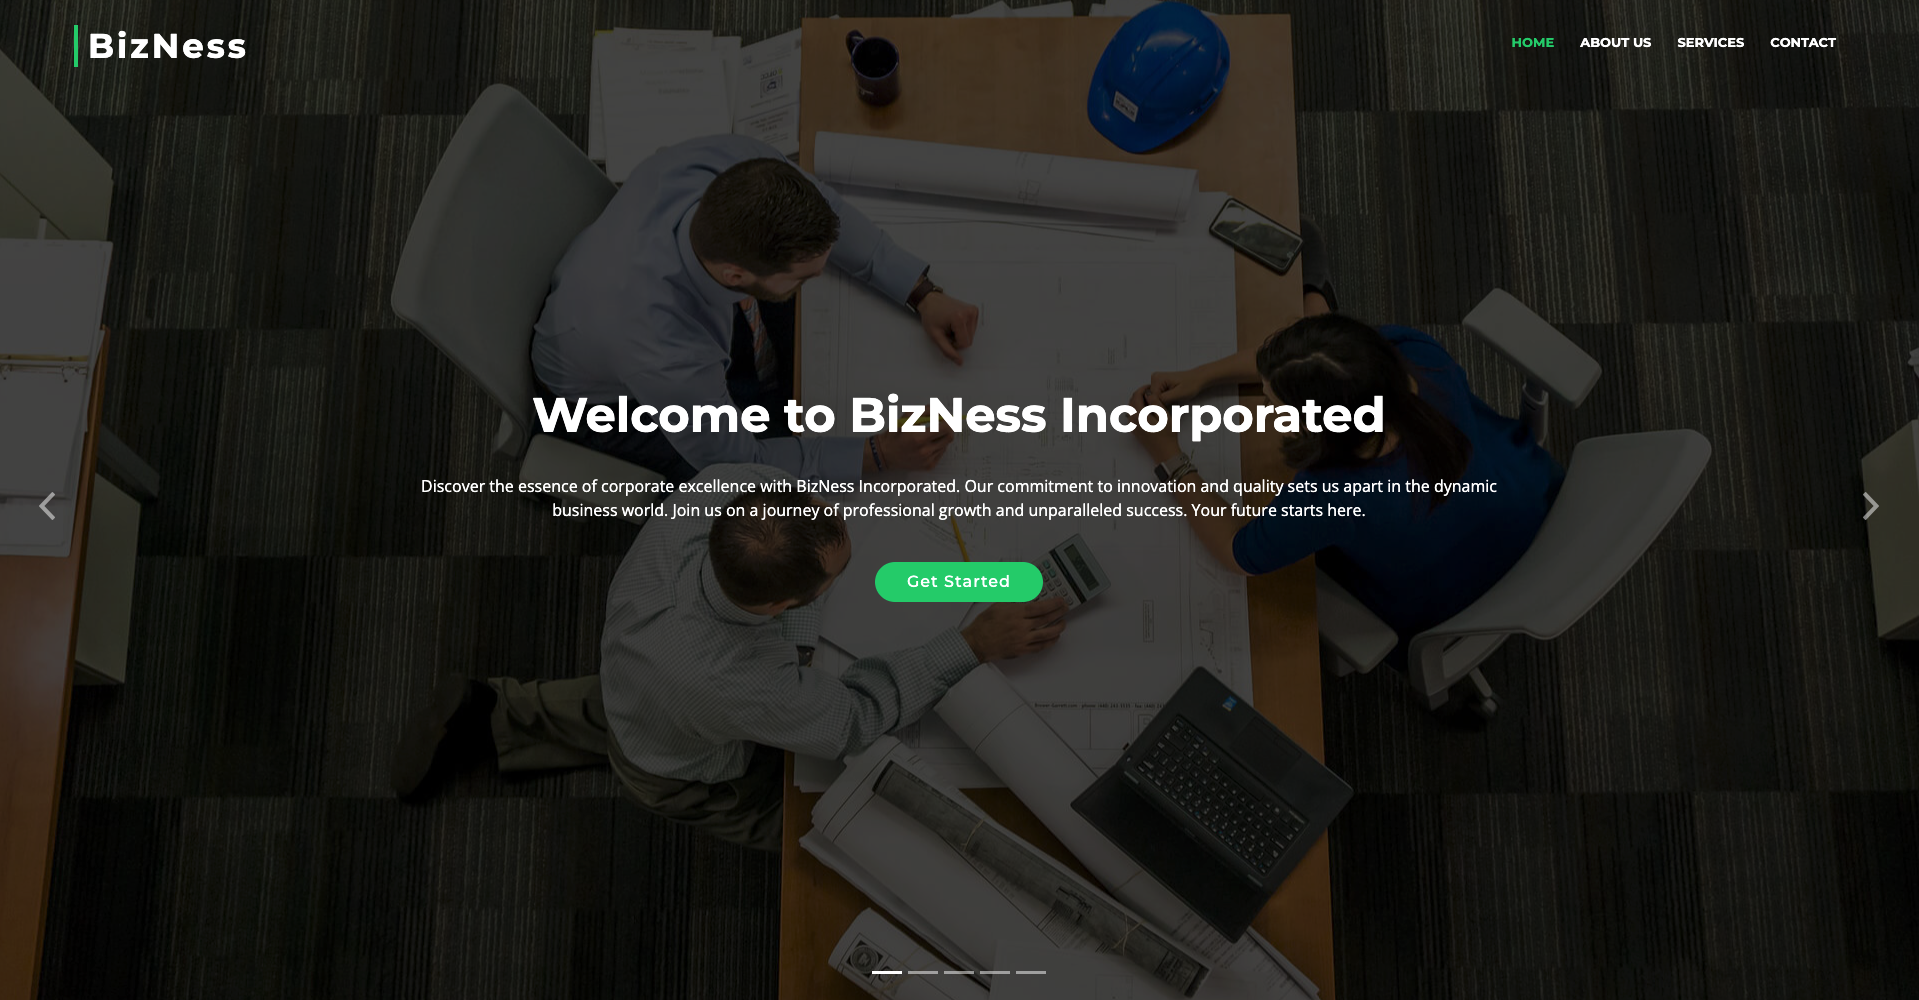 BizNess
HOME ABOUT US SERVICES CONTACT
Welcome to BizNess Incorporated
Discover the essence of corporate excellence with BizNess Incorporated. Our commitment to innovation and quality sets us apart in the dynamic
business world. Join us on a journey of professional growth and unparalleled success. Your future starts here.
Get Started